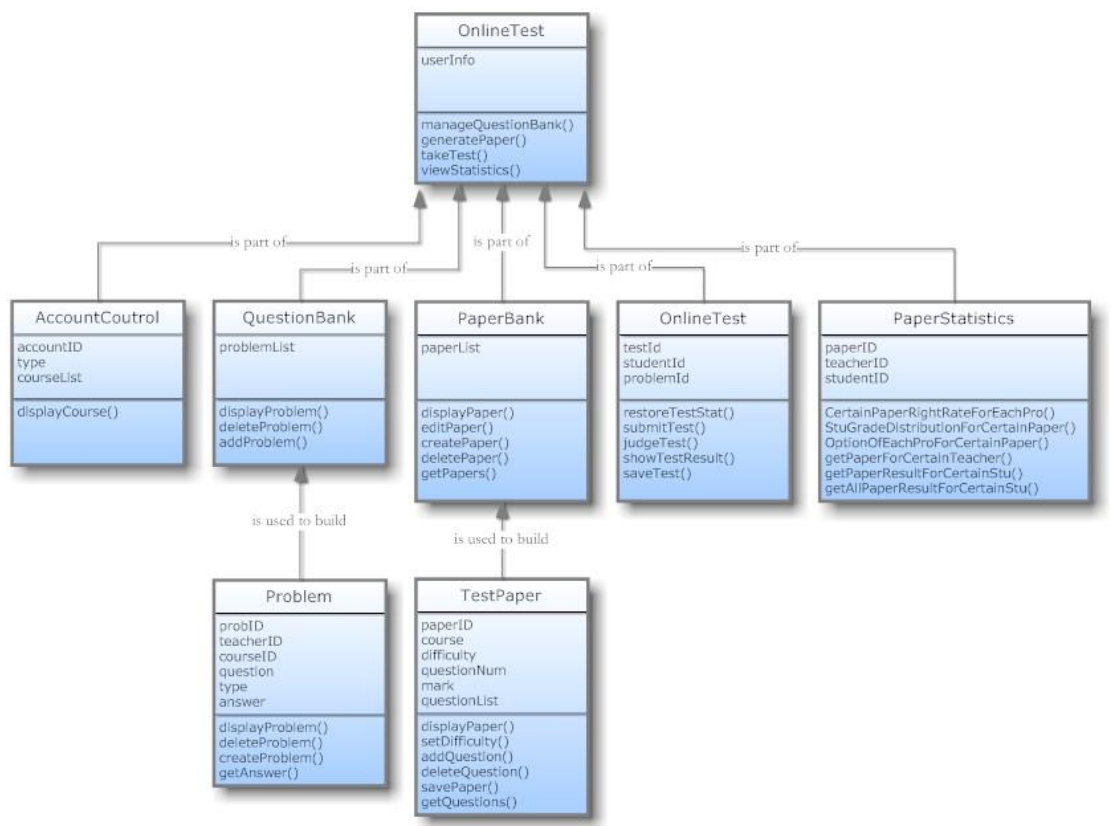 OnlineTest
userInfo
manageQuestionBank()
generatePaper()
takeTest()
viewStatistics()
is part of
is part of
is part of
is part of
is part of
AccountCoutrol
accountID
type
courseList
displayCourse()
QuestionBank
problemList
displayProblem()
deleteProblem()
addProblem()
PaperBank
paperList
displayPaper()
editPaper()
createPaper()
deletePaper()
getPapers()
OnlineTest
testId
studentId
problemId
restoreTestStat()
submitTest()
judgeTest()
showTestResult()
saveTest()
PaperStatistics
paperID
teacherID
studentID
CertainPaperRightRateForEachPro()
StuGradeDistributionForCertainPaper()
OptionOfEachProForCertainPaper()
getPaperForCertainTeacher()
getPaperResultForCertainStu()
getAllPaperResultForCertainStu()
is used to build
is used to build
Problem
probID
teacherID
courseID
question
type
answer
displayProblem()
deleteProblem()
createProblem()
getAnswer()
TestPaper
paperID
course
difficulty
questionNum
mark
questionList
displayPaper()
setDifficulty()
addQuestion()
deleteQuestion()
savePaper()
getQuestions()